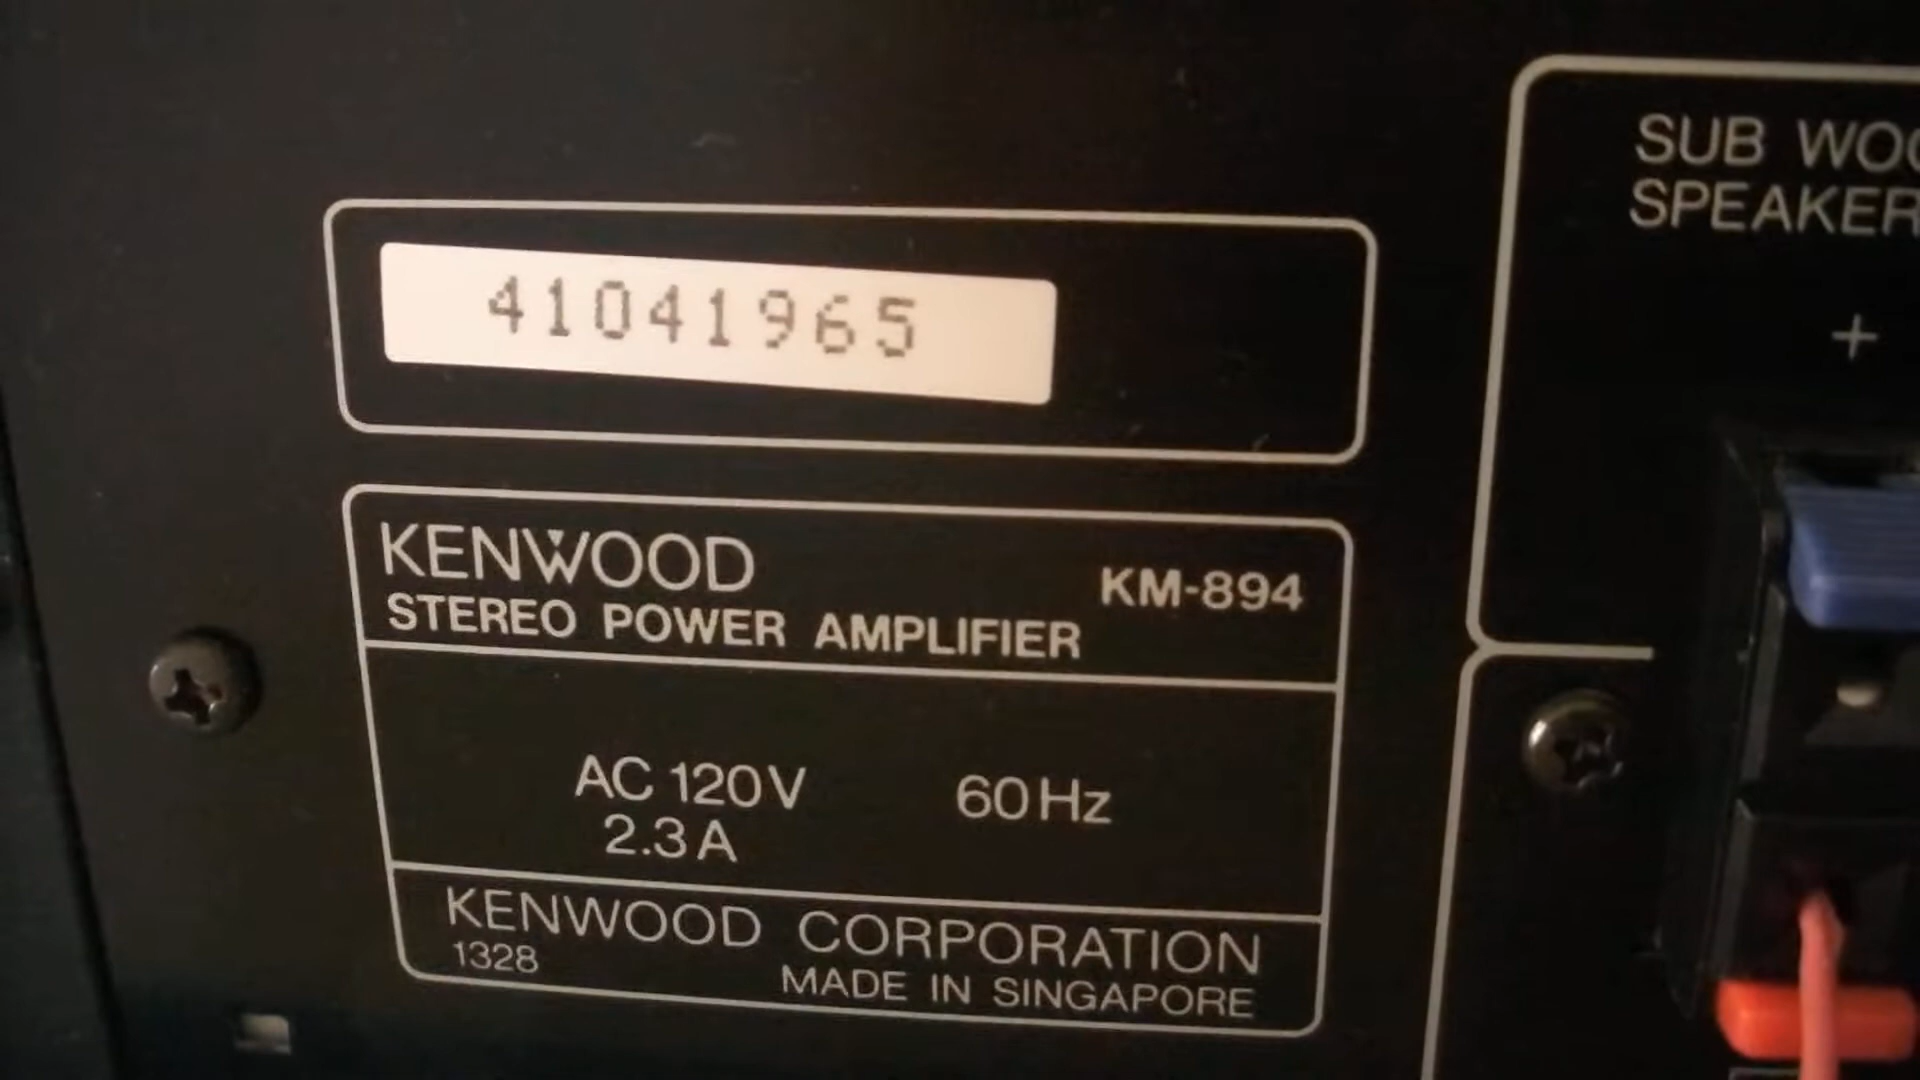 41041965
KENWOOD
KM-894
STEREO POWER AMPLIFIER
AC 120V 60Hz
2.3A
KENWOOD CORPORATION
1328
MADE IN SINGAPORE
SUB
SPEAKER
+